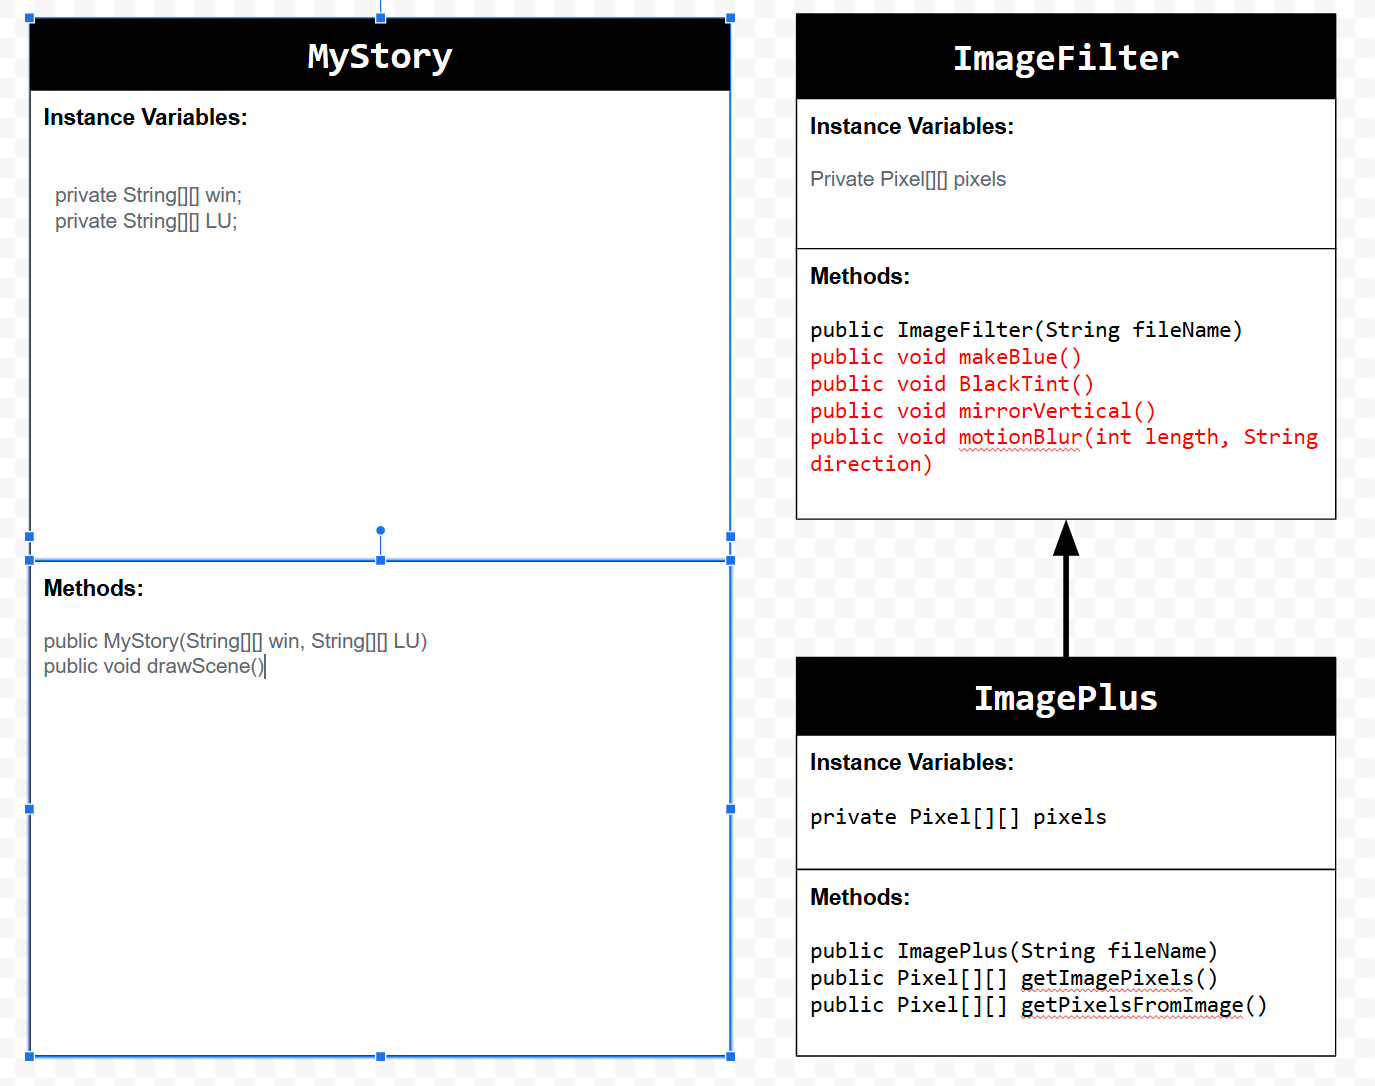 MyStory
Instance Variables:
private String[][] win;
private String[][] LU;
Methods:
public MyStory(String[][] win, String[][] LU)
public void drawScene()
ImageFilter
Instance Variables:
Private Pixel[][] pixels
Methods:
public ImageFilter(String fileName)
public void makeBlue()
public void BlackTint()
public void mirrorVertical()
public void motionBlur(int length, String
direction)
ImagePlus
Instance Variables:
private Pixel[][] pixels
Methods:
public ImagePlus(String fileName)
public Pixel[][] getImagePixels()
public Pixel[][] getPixelsFromImage()